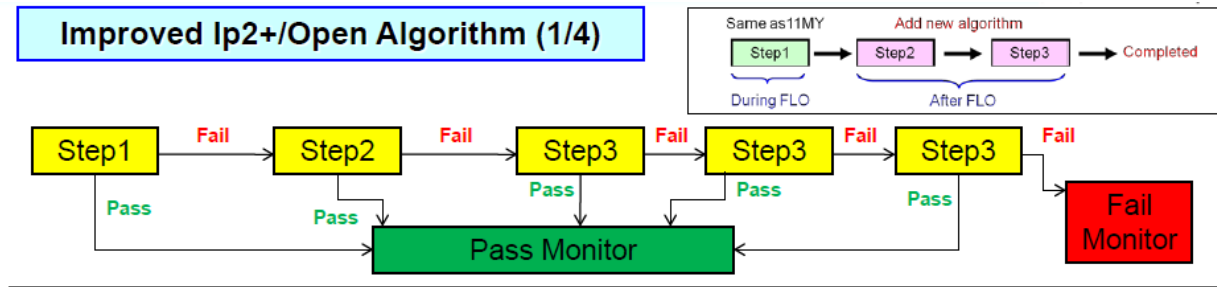 Improved Ip2+/Open Algorithm (1/4)
Same as11MY
Add new algorithm
Step1
Step2
Step3
Completed
During FLO
After FLO
Step1
Fail
Step2
Fail
Step3
Fail
Step3
Fail
Step3
Fail
Pass
Pass
Pass
Pass
Pass
Pass Monitor
Fail
Monitor